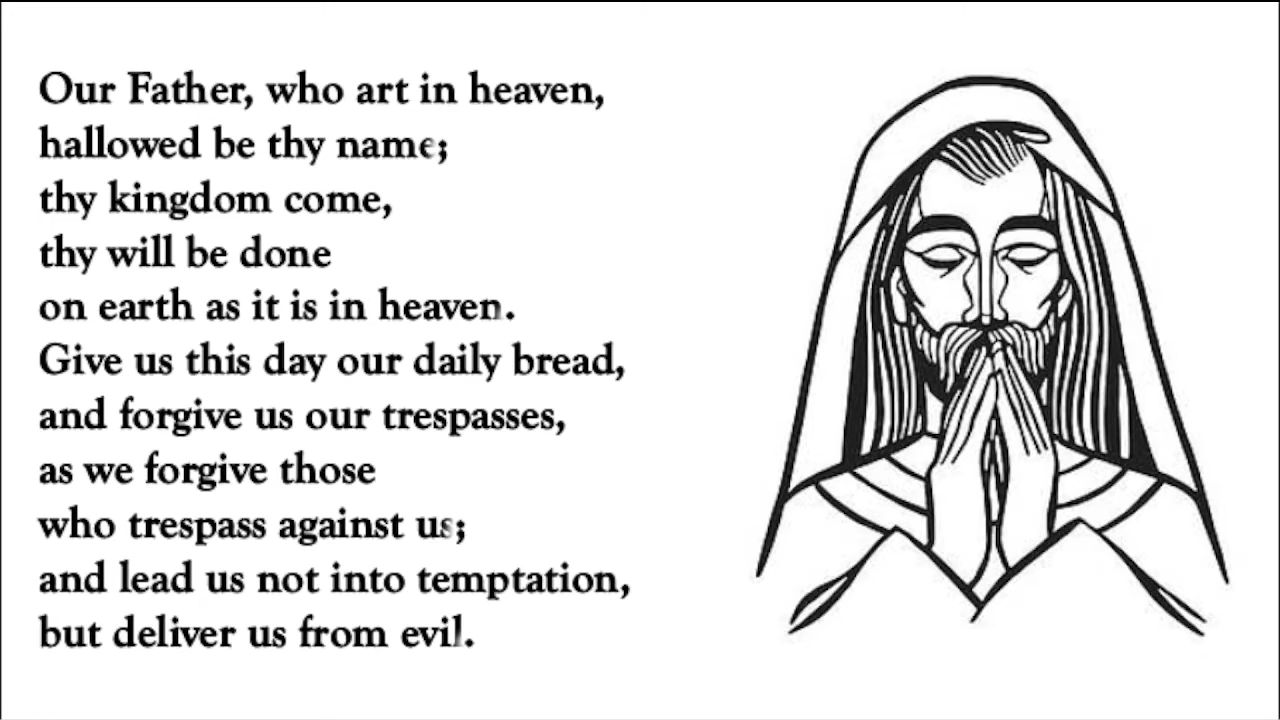 Our Father, who art in heaven,
hallowed be thy name;
thy kingdom come,
thy will be done
on earth as it is in heaven.
Give us this day our daily bread,
and forgive us our trespasses,
as we forgive those
who trespass against us;
and lead us not into temptation,
but deliver us from evil.